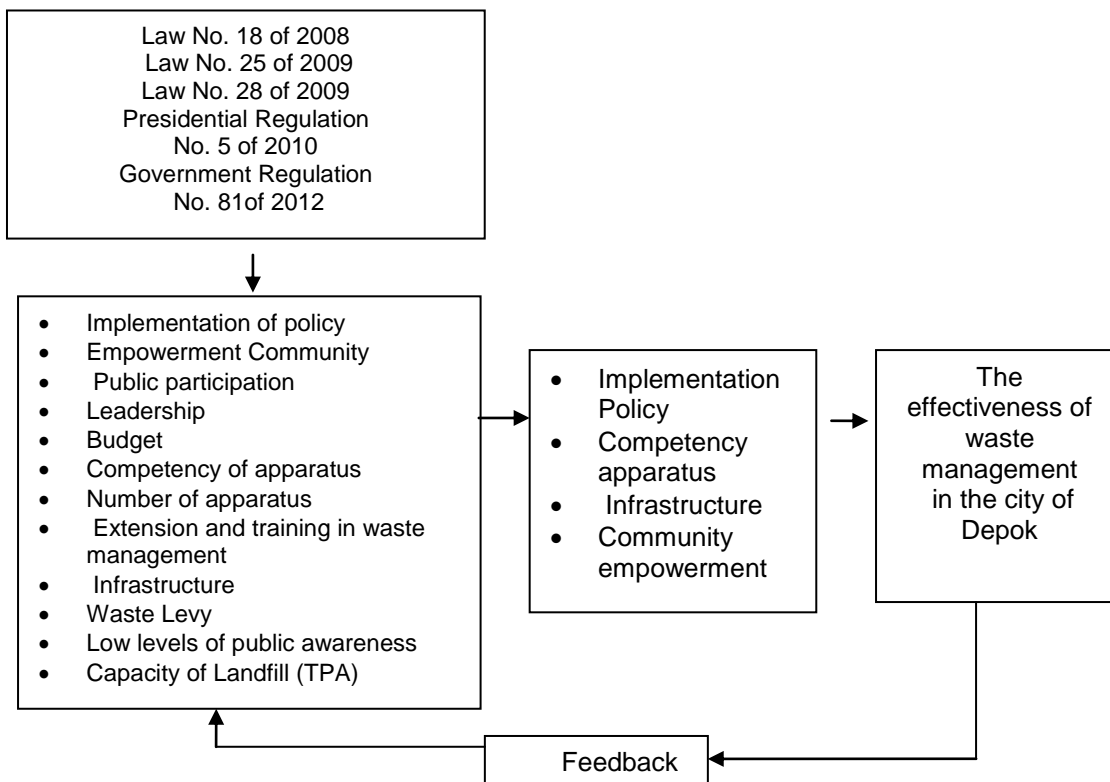 Law No. 18 of 2008
Law No. 25 of 2009
Law No. 28 of 2009
Presidential Regulation
No. 5 of 2010
Government Regulation
No. 81of 2012
• Implementation of policy
• Empowerment Community
• Public participation
• Leadership
• Budget
• Competency of apparatus
• Number of apparatus
• Extension and training in waste
management
• Infrastructure
• Waste Levy
• Low levels of public awareness
• Capacity of Landfill (TPA)
• Implementation
Policy
• Competency
apparatus
• Infrastructure
• Community
empowerment
The
effectiveness of
waste
management
in the city of
Depok
Feedback